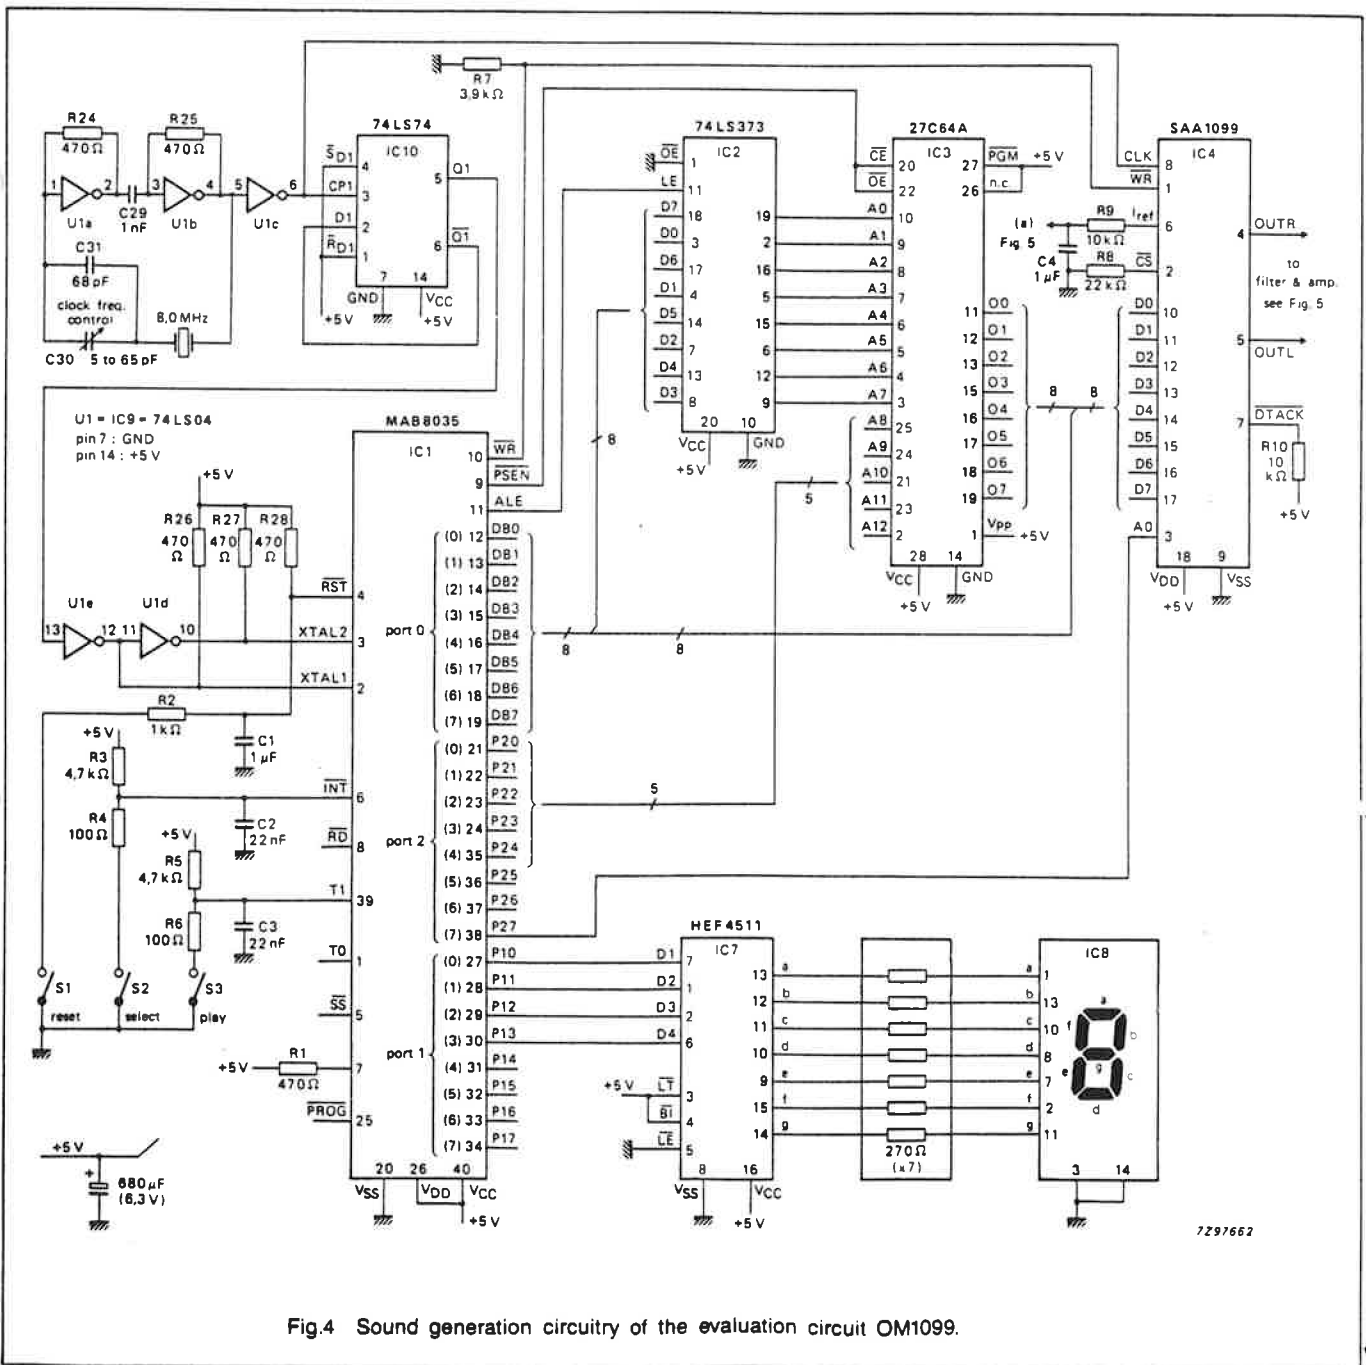 R24
470Ω
R25
470Ω
1
U1a
2
C29
1nF
3
U1b
4
5
U1c
6
C31
68pF
clock freq.
control
C30
5 to 65pF
8,0MHz
74LS74
IC10
S̅D1
4
CP1
3
D1
2
R̅D1
1
5
Q1
6
Q̅1̅
7
14
GND
VCC
+5V
+5V
R7
3,9kΩ
74LS373
IC2
O̅E̅
1
LE
11
D7
18
D0
3
D6
17
D1
4
D5
14
D2
7
D4
13
D3
8
19
2
16
5
15
6
12
9
20
10
VCC
GND
+5V
8
27C64A
IC3
C̅E̅
20
O̅E̅
22
A0
10
A1
9
A2
8
A3
7
A4
6
A5
5
A6
4
A7
3
A8
25
A9
24
A10
21
A11
23
A12
2
27
P̅G̅M̅
+5V
26
n.c.
11
O0
12
O1
13
O2
15
O3
16
O4
17
O5
18
O6
19
O7
1
Vpp
+5V
28
14
VCC
GND
+5V
5
8
8
SAA1099
IC4
CLK
8
W̅R̅
1
Iref
6
C̅S̅
2
(a)
Fig. 5
R9
10kΩ
C4
1µF
R8
22kΩ
D0
10
D1
11
D2
12
D3
13
D4
14
D5
15
D6
16
D7
17
A0
3
4
OUTR
to
filter & amp.
see Fig. 5
5
OUTL
7
D̅T̅A̅C̅K̅
R10
10
kΩ
+5V
18
9
VDD
VSS
+5V
U1 = IC9 = 74LS04
pin 7 : GND
pin 14 : +5V
+5V
R26
470
Ω
R27
470
Ω
R28
470
Ω
13
U1e
12
11
U1d
10
R2
1kΩ
C1
1µF
+5V
R3
4,7kΩ
R4
100Ω
C2
22nF
+5V
R5
4,7kΩ
R6
100Ω
C3
22nF
S1
reset
S2
select
S3
play
+5V
R1
470Ω
MAB8035
IC1
R̅S̅T̅
4
XTAL2
3
XTAL1
2
I̅N̅T̅
6
R̅D̅
8
T1
39
T0
1
S̅S̅
5
7
P̅R̅O̅G̅
25
10
W̅R̅
9
P̅S̅E̅N̅
11
ALE
port 0
(0) 12 DB0
(1) 13 DB1
(2) 14 DB2
(3) 15 DB3
(4) 16 DB4
(5) 17 DB5
(6) 18 DB6
(7) 19 DB7
8
8
port 2
(0) 21 P20
(1) 22 P21
(2) 23 P22
(3) 24 P23
(4) 35 P24
(5) 36 P25
(6) 37 P26
(7) 38 P27
5
port 1
(0) 27 P10
(1) 28 P11
(2) 29 P12
(3) 30 P13
(4) 31 P14
(5) 32 P15
(6) 33 P16
(7) 34 P17
20
26
40
VSS
VDD
VCC
+5V
+5V
+
680µF
(6,3V)
HEF4511
IC7
D1
7
D2
1
D3
2
D4
6
+5V
L̅T̅
3
B̅I̅
4
L̅E̅
5
13 a
12 b
11 c
10 d
9 e
15 f
14 g
8
16
VSS
VCC
+5V
270Ω
(x7)
IC8
a 1
b 13
c 10
d 8
e 7
f 2
g 11
a
f
b
g
e
c
d
3
14
7Z97662
Fig.4 Sound generation circuitry of the evaluation circuit OM1099.